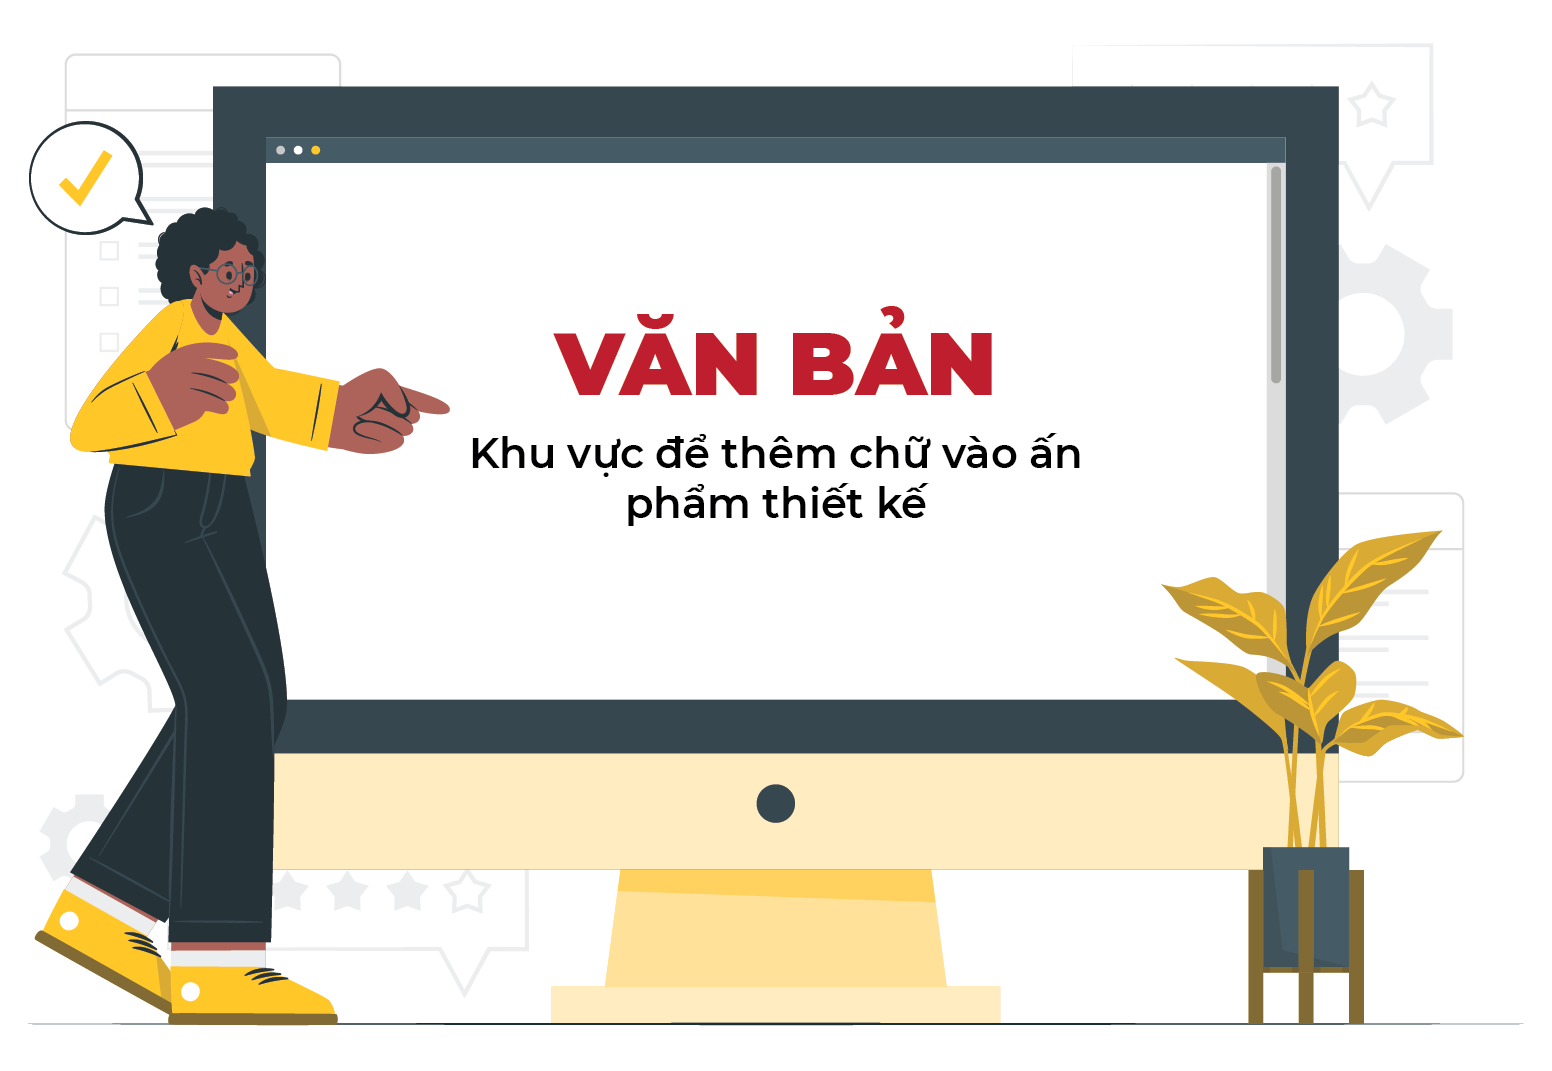 VĂN BẢN
Khu vực để thêm chữ vào ấn
phẩm thiết kế